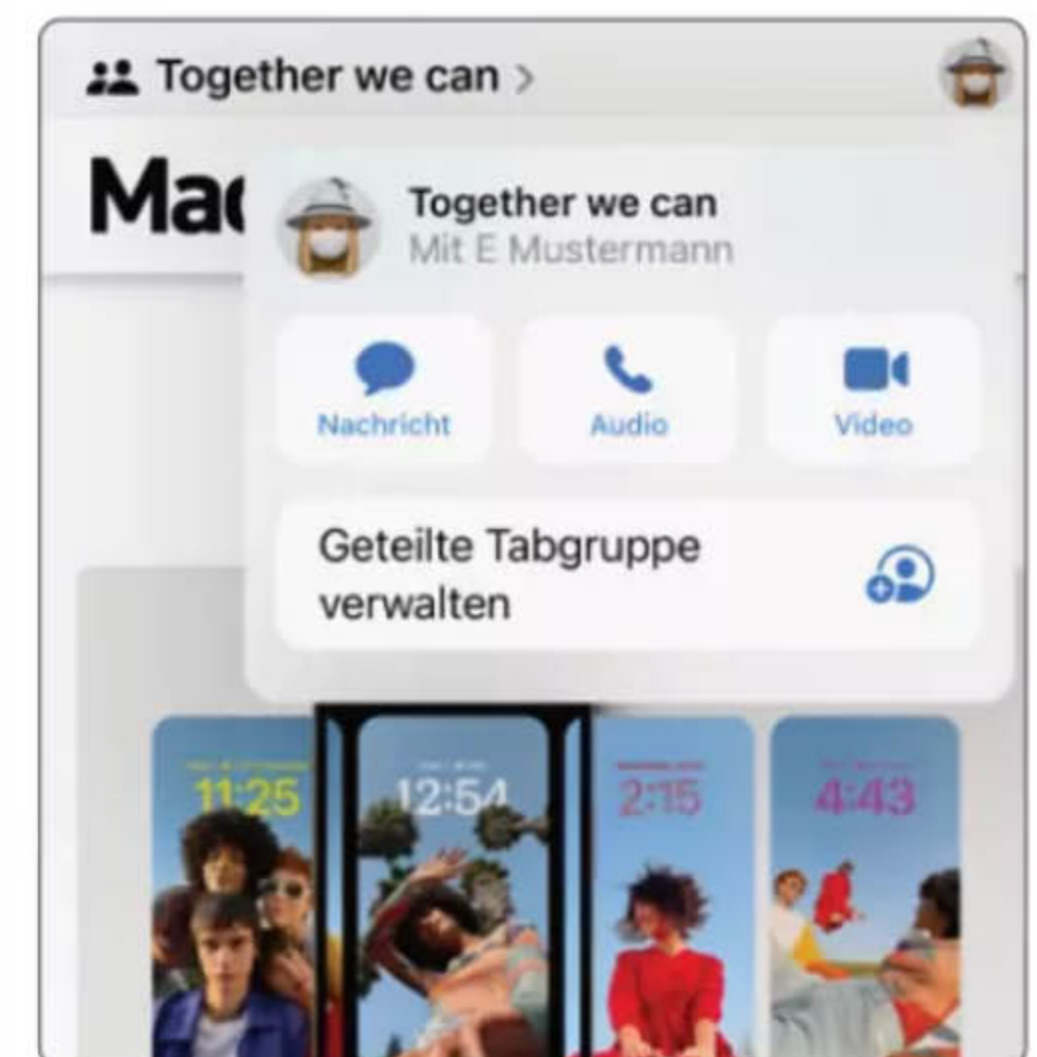 Together we can >
Mac
Together we can
Mit E Mustermann
Nachricht
Audio
Video
Geteilte Tabgruppe
verwalten
11:25
12:54
2:15
4:43